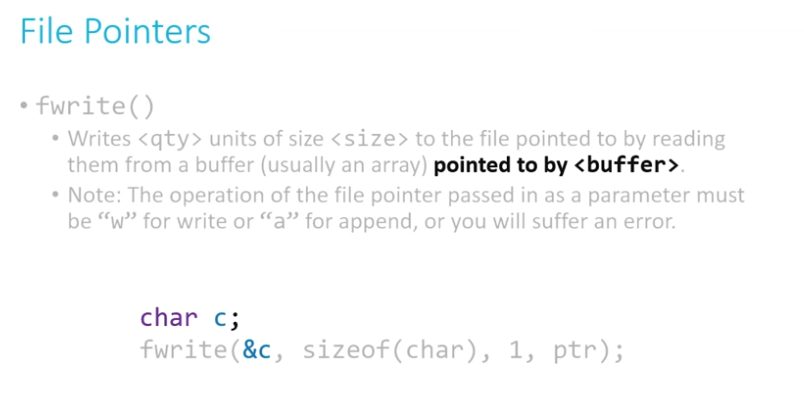 File Pointers
• fwrite()
• Writes <qty> units of size <size> to the file pointed to by reading
them from a buffer (usually an array) pointed to by <buffer>.
• Note: The operation of the file pointer passed in as a parameter must
be “w” for write or “a” for append, or you will suffer an error.
char c;
fwrite(&c, sizeof(char), 1, ptr);